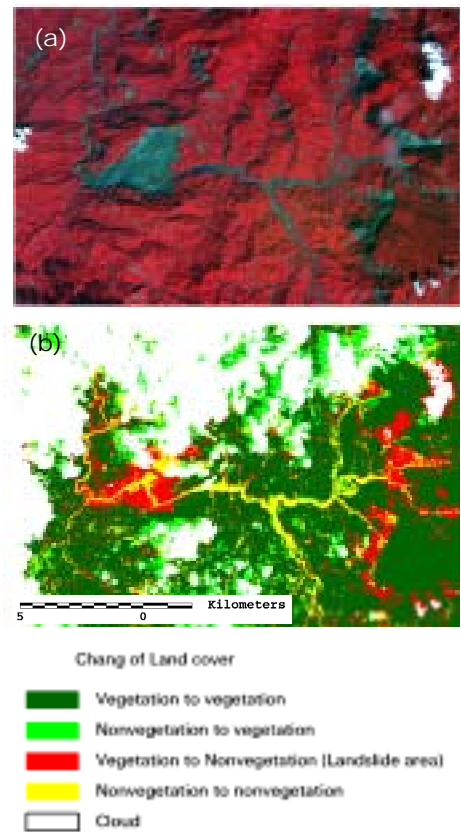 (a)
(b)
Kilometers
5 0
Chang of Land cover
Vegetation to vegetation
Nonvegetation to vegetation
Vegetation to Nonvegetation (Landslide area)
Nonvegetation to nonvegetation
Cloud